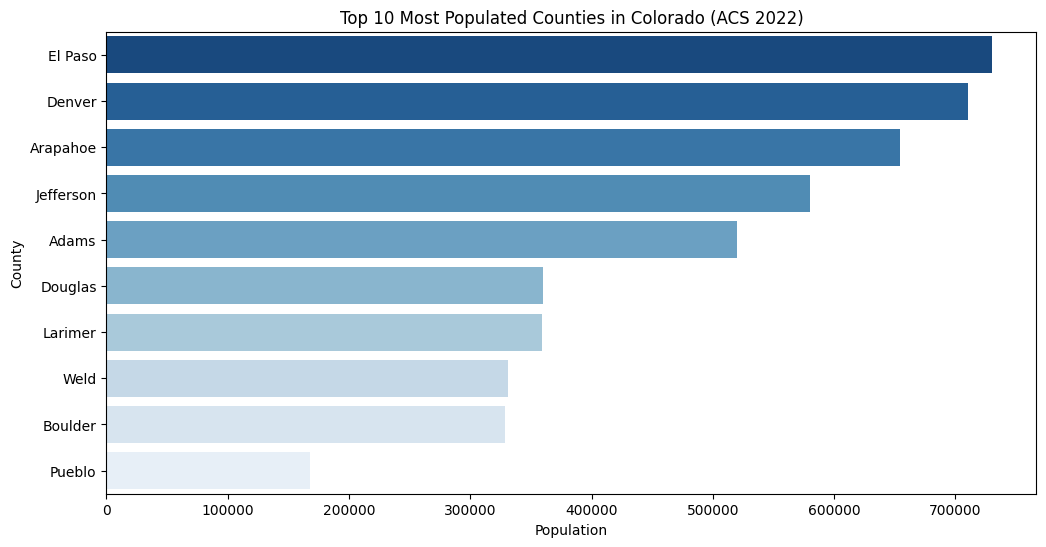 Top 10 Most Populated Counties in Colorado (ACS 2022)
County
El Paso
Denver
Arapahoe
Jefferson
Adams
Douglas
Larimer
Weld
Boulder
Pueblo
0 100000 200000 300000 400000 500000 600000 700000
Population